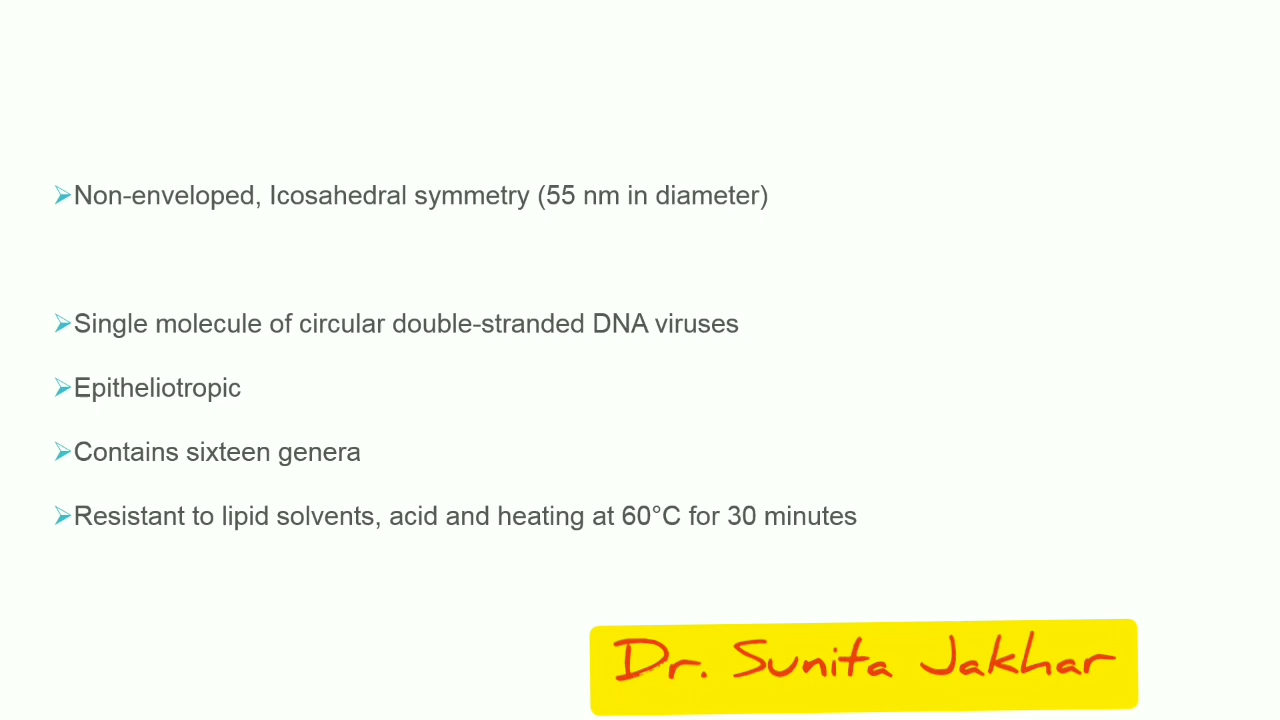 ➢Non-enveloped, Icosahedral symmetry (55 nm in diameter)
➢Single molecule of circular double-stranded DNA viruses
➢Epitheliotropic
➢Contains sixteen genera
➢Resistant to lipid solvents, acid and heating at 60°C for 30 minutes
Dr. Sunita Jakhar